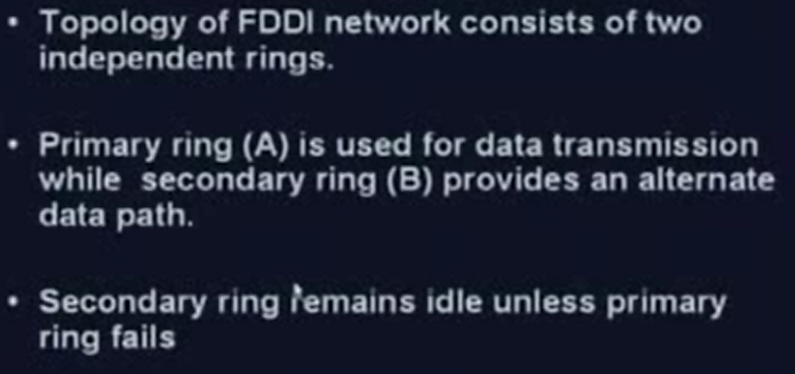 • Topology of FDDI network consists of two
independent rings.
• Primary ring (A) is used for data transmission
while secondary ring (B) provides an alternate
data path.
• Secondary ring remains idle unless primary
ring fails